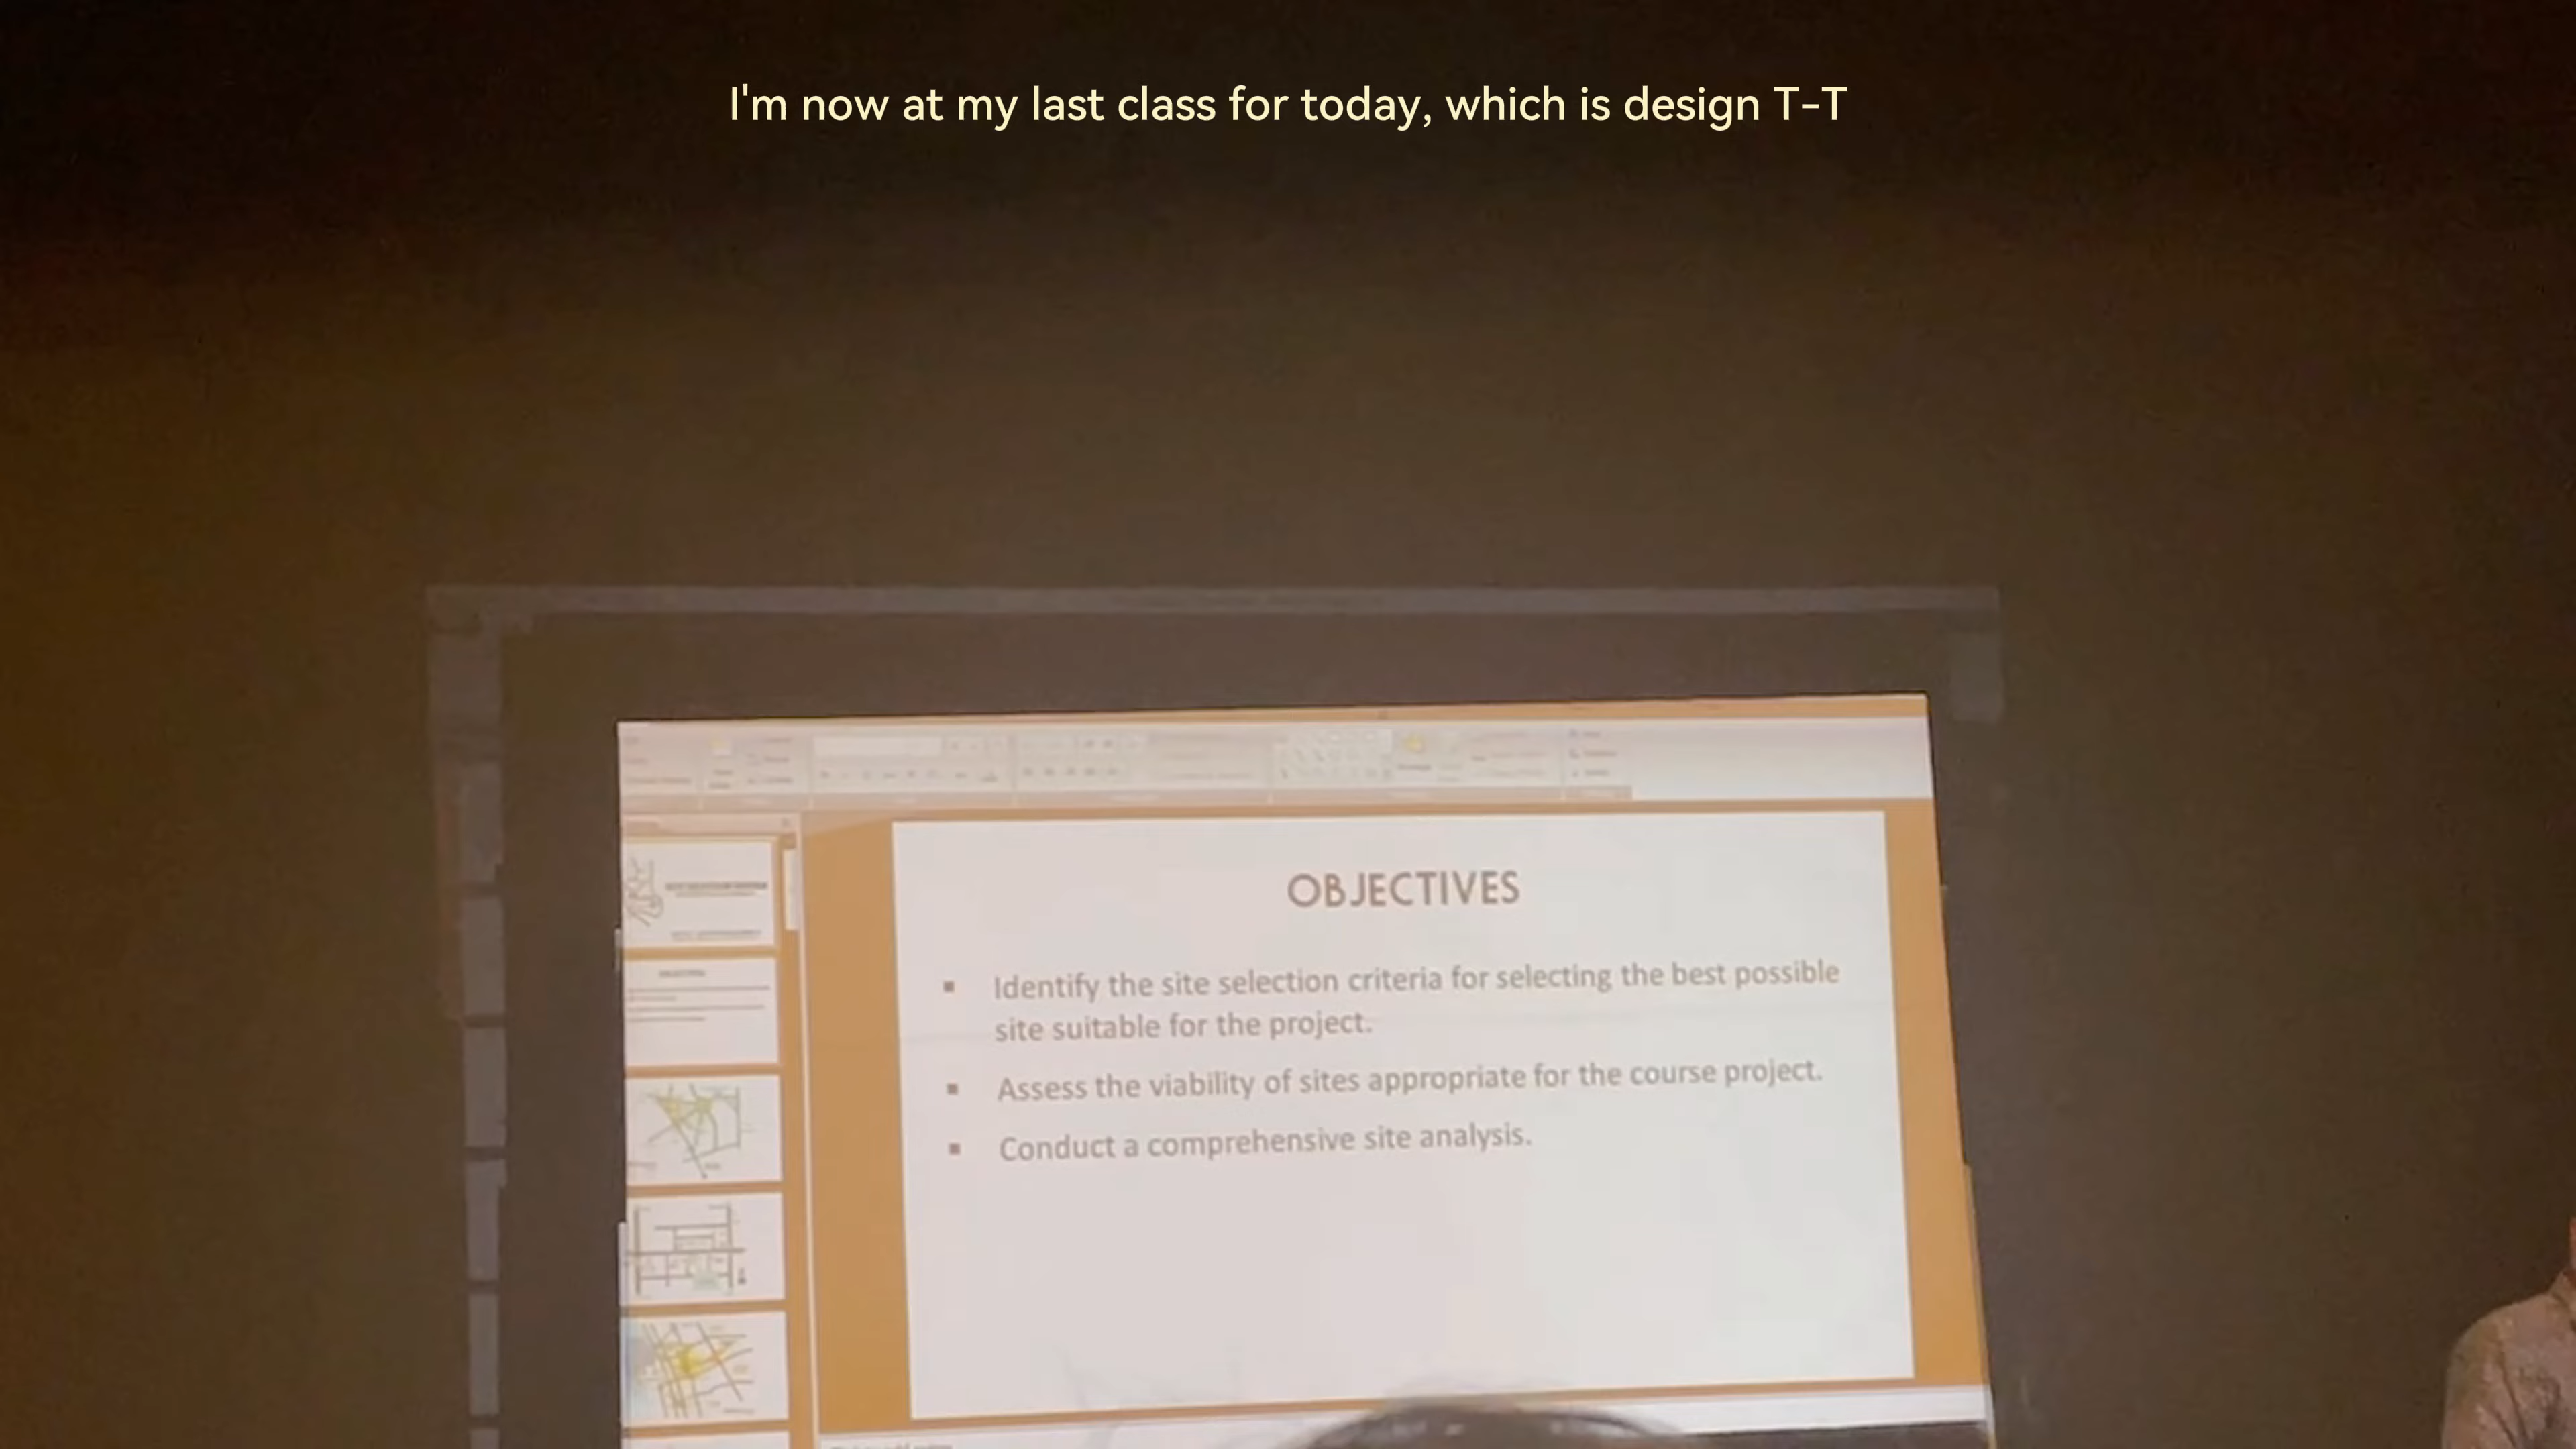 I'm now at my last class for today, which is design T-T
OBJECTIVES
▪ Identify the site selection criteria for selecting the best possible
site suitable for the project.
▪ Assess the viability of sites appropriate for the course project.
▪ Conduct a comprehensive site analysis.